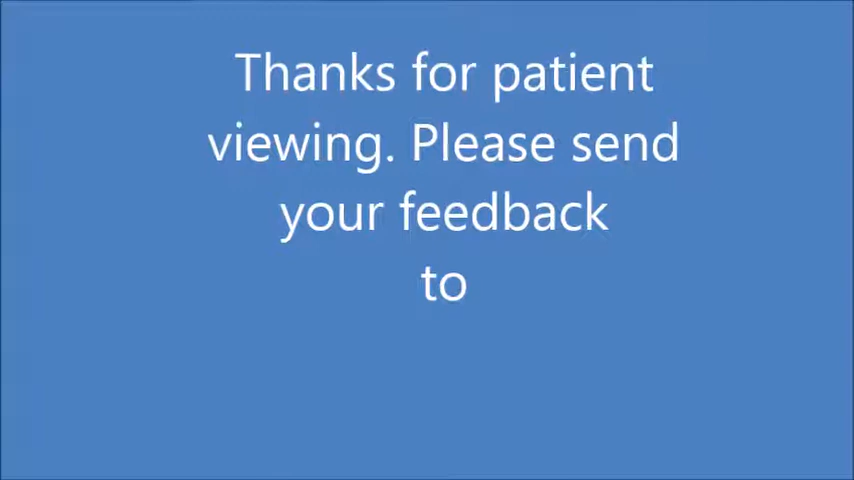 Thanks for patient
viewing. Please send
your feedback
to